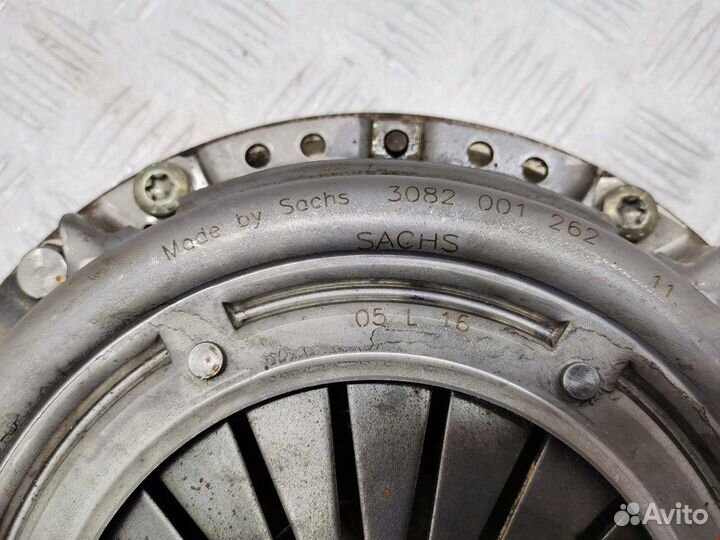 Made by Sachs 3082 001 262 11
SACHS
05 L 16
Avito